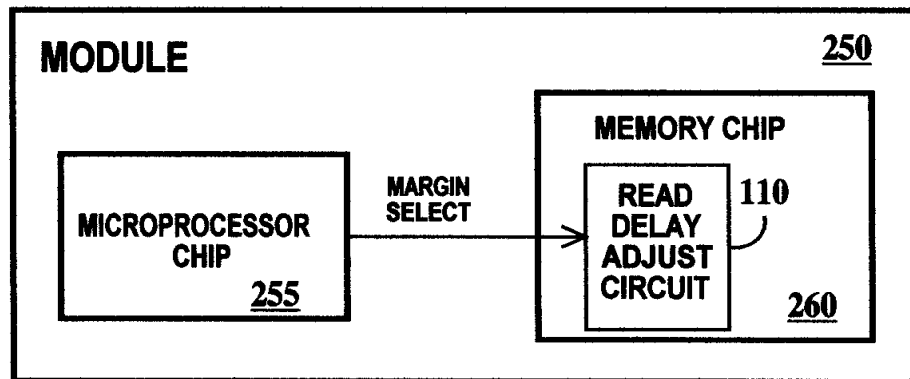 MODULE
250
MICROPROCESSOR
CHIP
255
MARGIN
SELECT
MEMORY CHIP
READ
DELAY
ADJUST
CIRCUIT
110
260